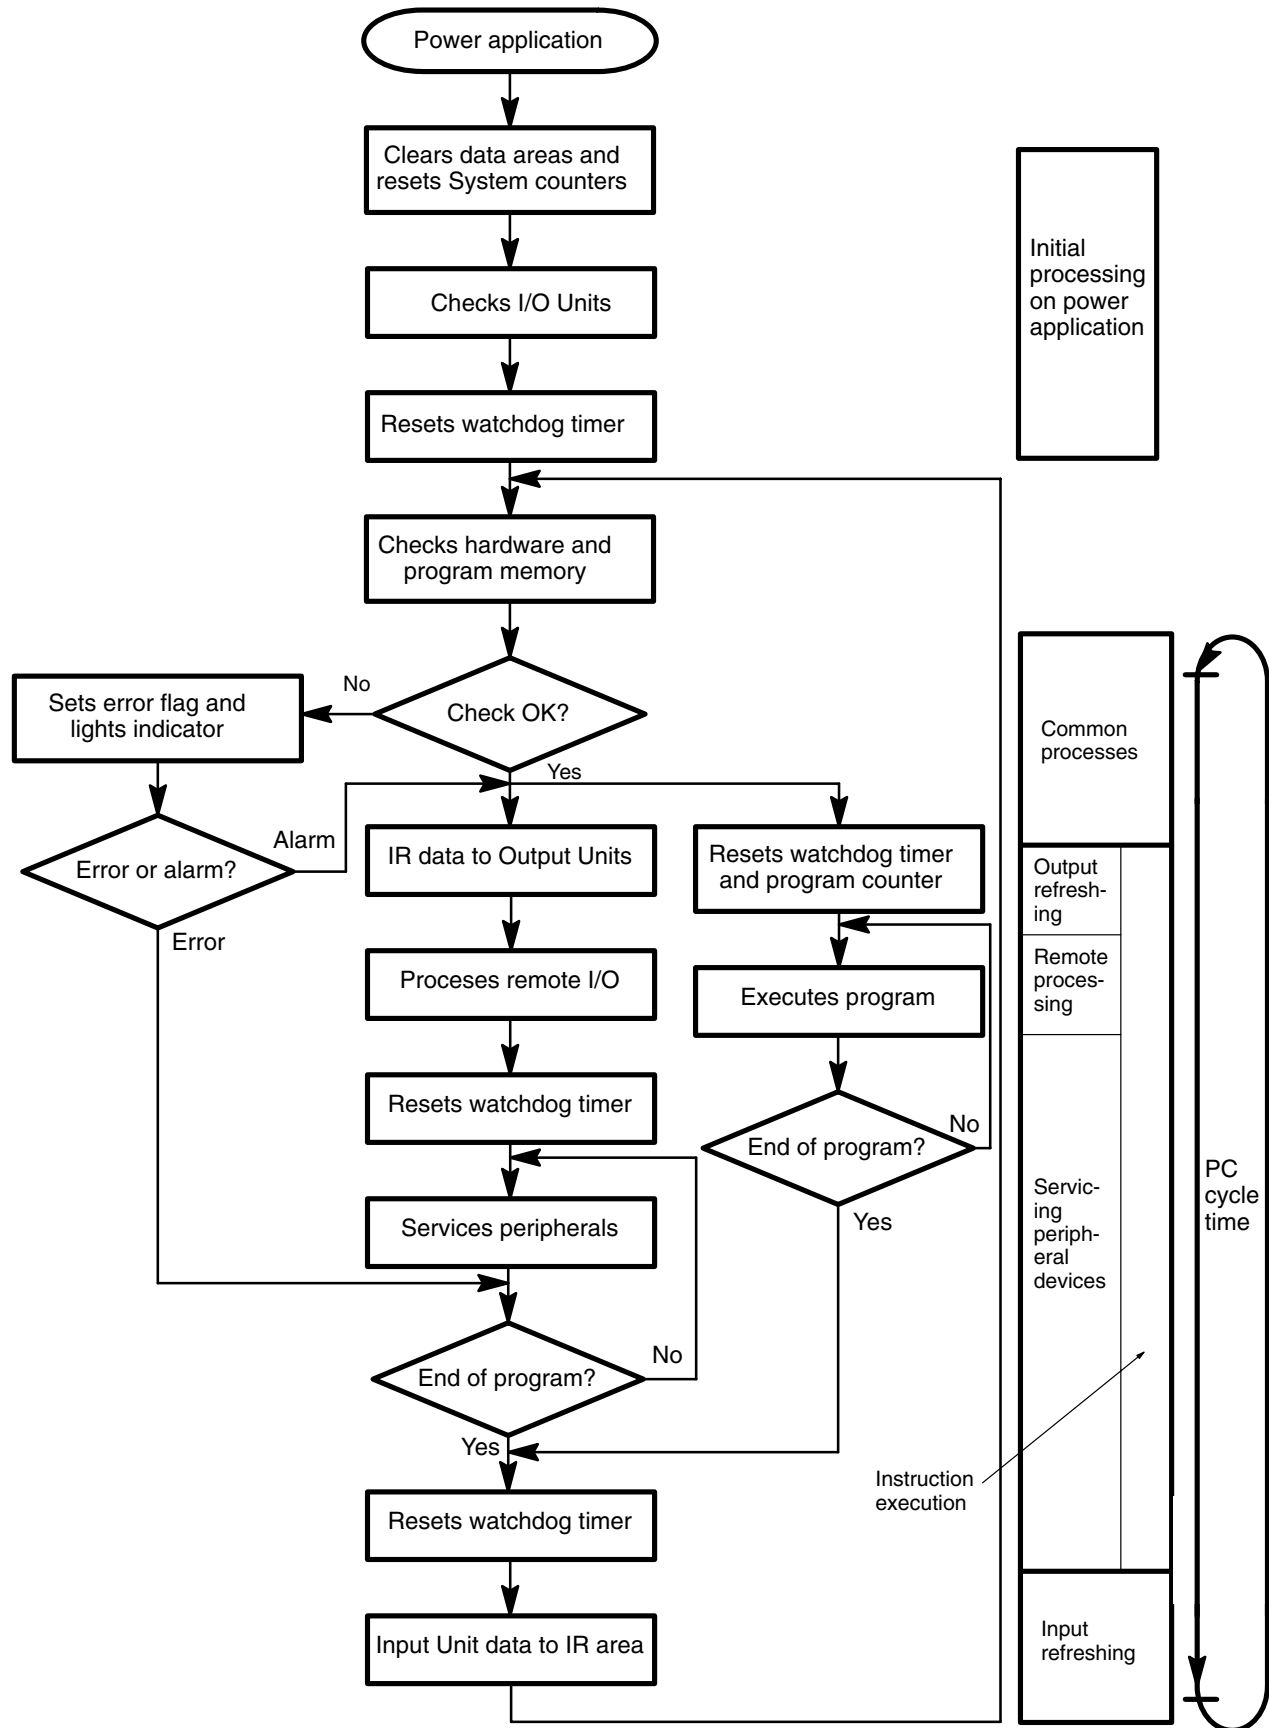 Power application
Clears data areas and
resets System counters
Initial
processing
on power
application
Checks I/O Units
Resets watchdog timer
Checks hardware and
program memory
No
Check OK?
Sets error flag and
lights indicator
Common
processes
Yes
Alarm
Error or alarm?
IR data to Output Units
Resets watchdog timer
and program counter
Output
refresh-
ing
Error
Remote
proces-
sing
Proceses remote I/O
Executes program
Resets watchdog timer
No
End of program?
PC
cycle
time
Servic-
ing
periph-
eral
devices
Services peripherals
Yes
No
End of program?
Yes
Instruction
execution
Resets watchdog timer
Input Unit data to IR area
Input
refreshing